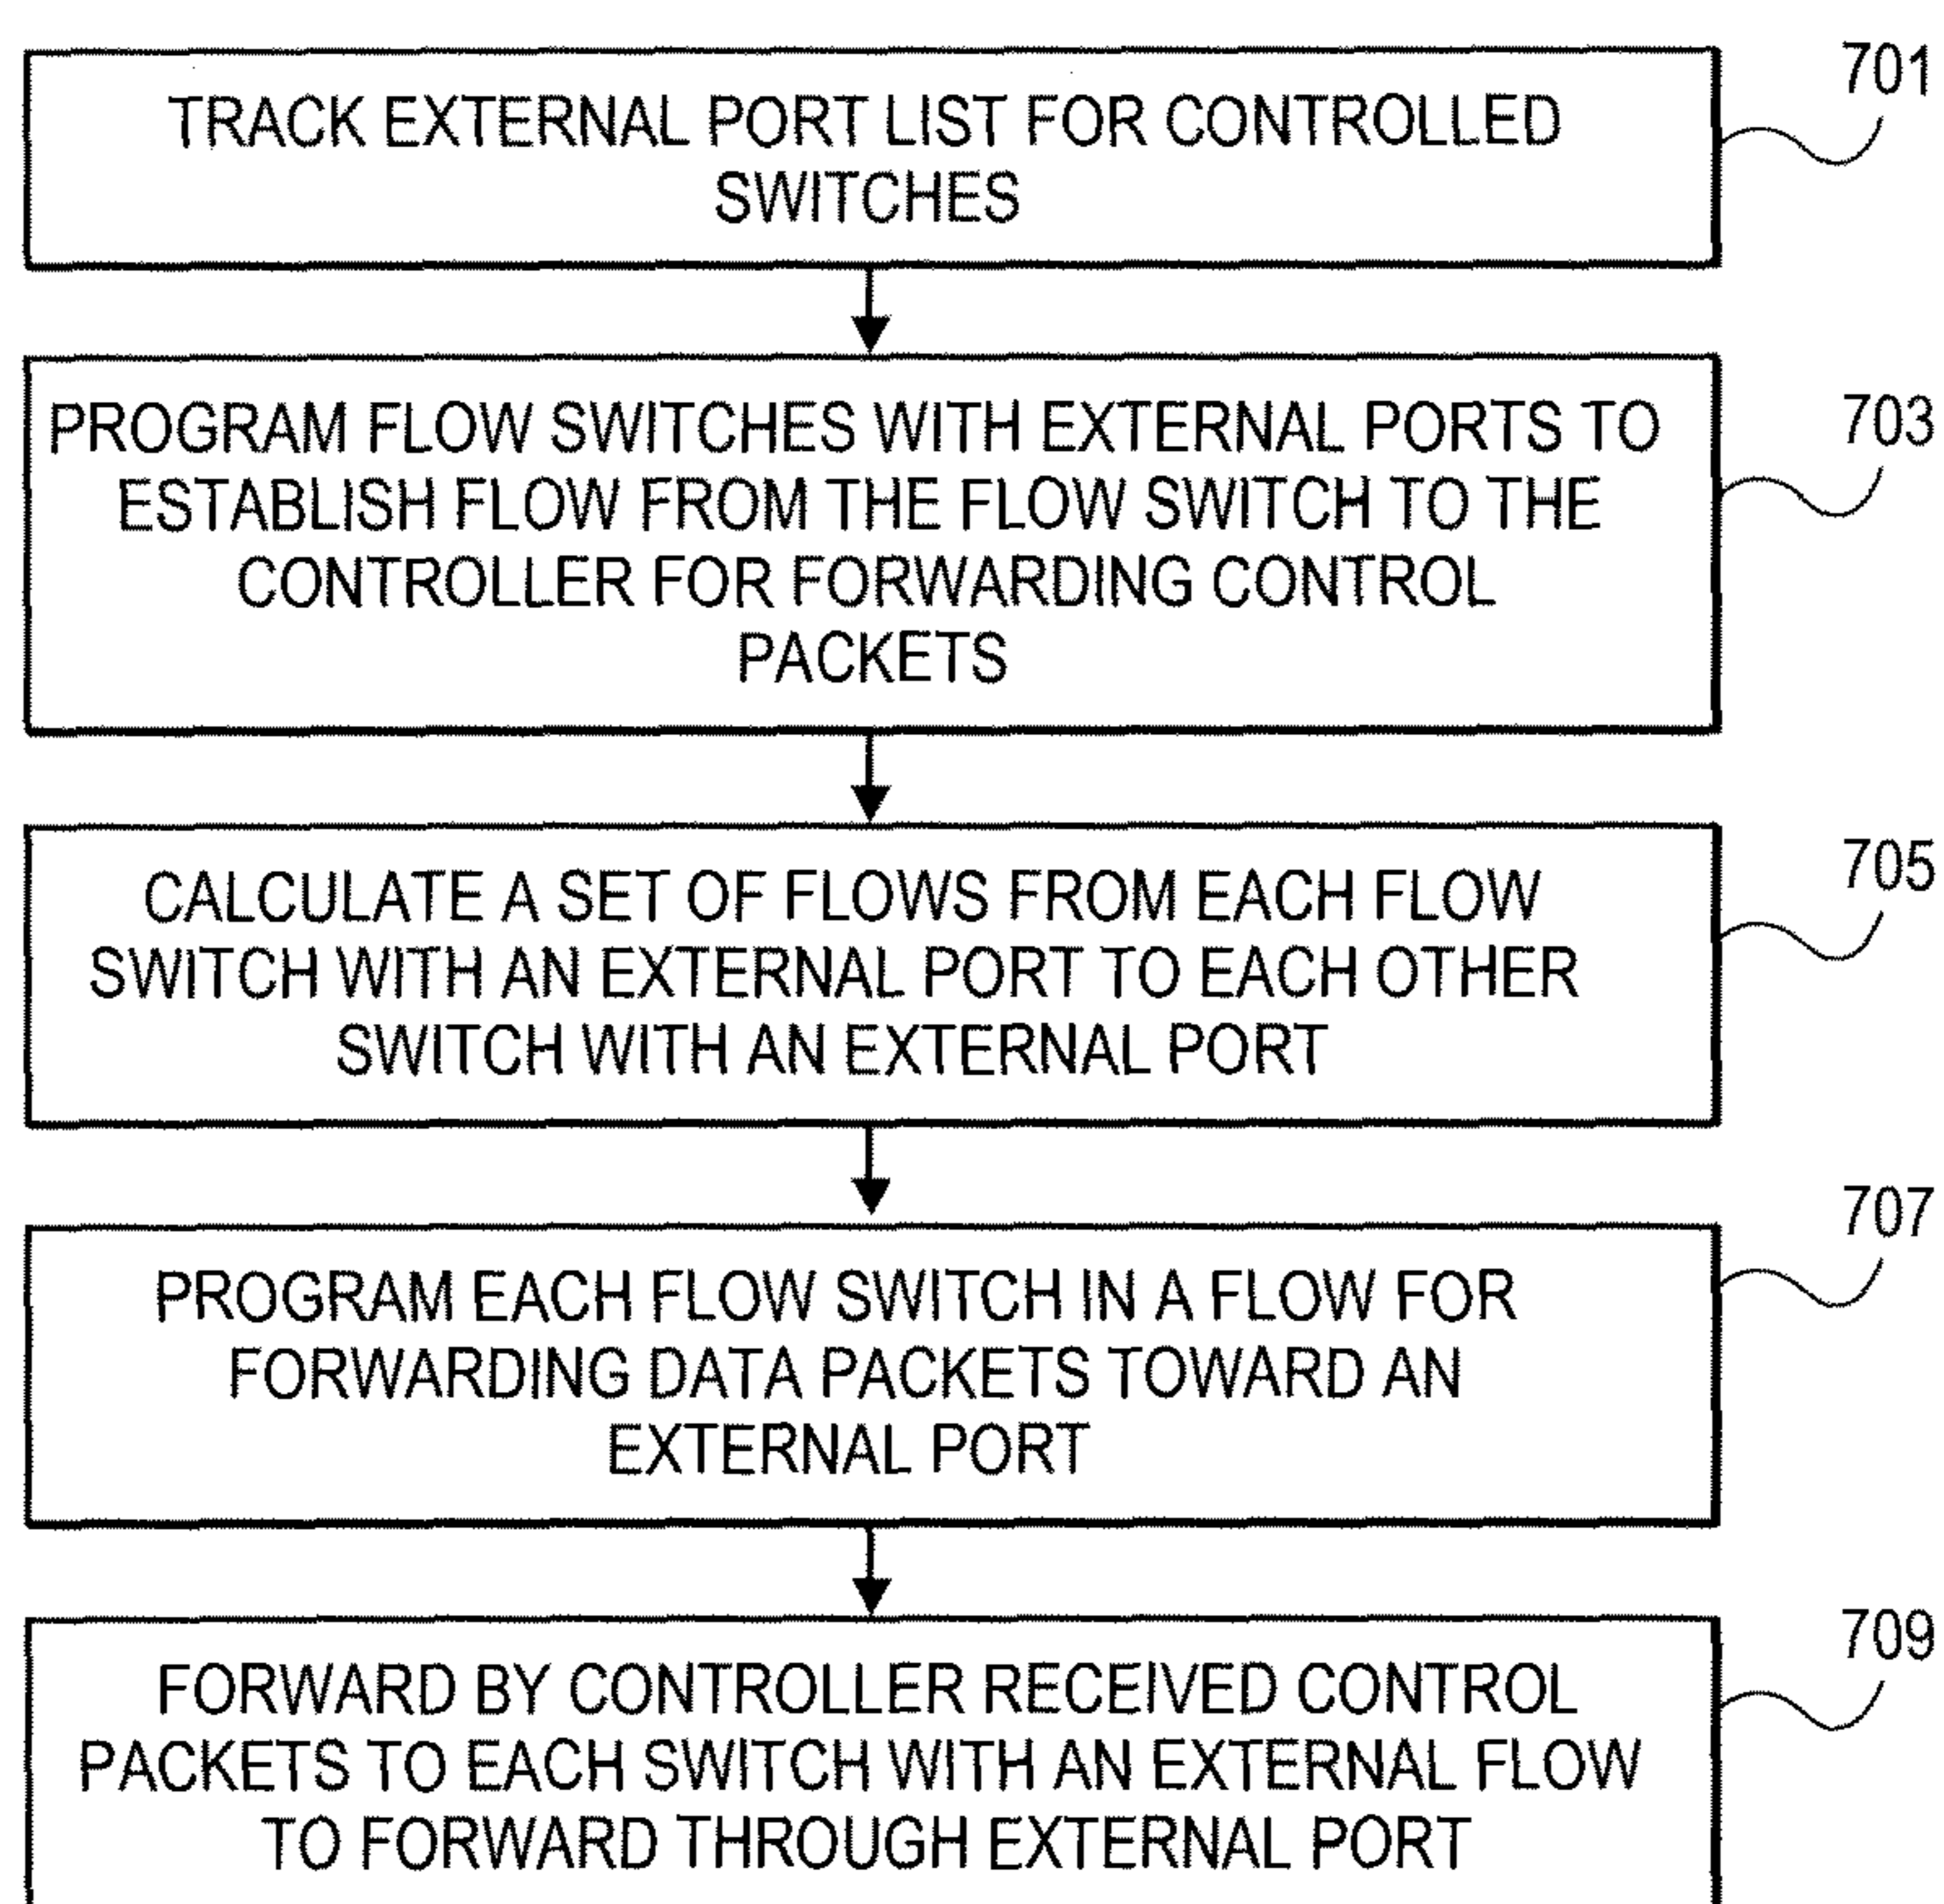 701
TRACK EXTERNAL PORT LIST FOR CONTROLLED
SWITCHES
703
PROGRAM FLOW SWITCHES WITH EXTERNAL PORTS TO
ESTABLISH FLOW FROM THE FLOW SWITCH TO THE
CONTROLLER FOR FORWARDING CONTROL
PACKETS
705
CALCULATE A SET OF FLOWS FROM EACH FLOW
SWITCH WITH AN EXTERNAL PORT TO EACH OTHER
SWITCH WITH AN EXTERNAL PORT
707
PROGRAM EACH FLOW SWITCH IN A FLOW FOR
FORWARDING DATA PACKETS TOWARD AN
EXTERNAL PORT
709
FORWARD BY CONTROLLER RECEIVED CONTROL
PACKETS TO EACH SWITCH WITH AN EXTERNAL FLOW
TO FORWARD THROUGH EXTERNAL PORT